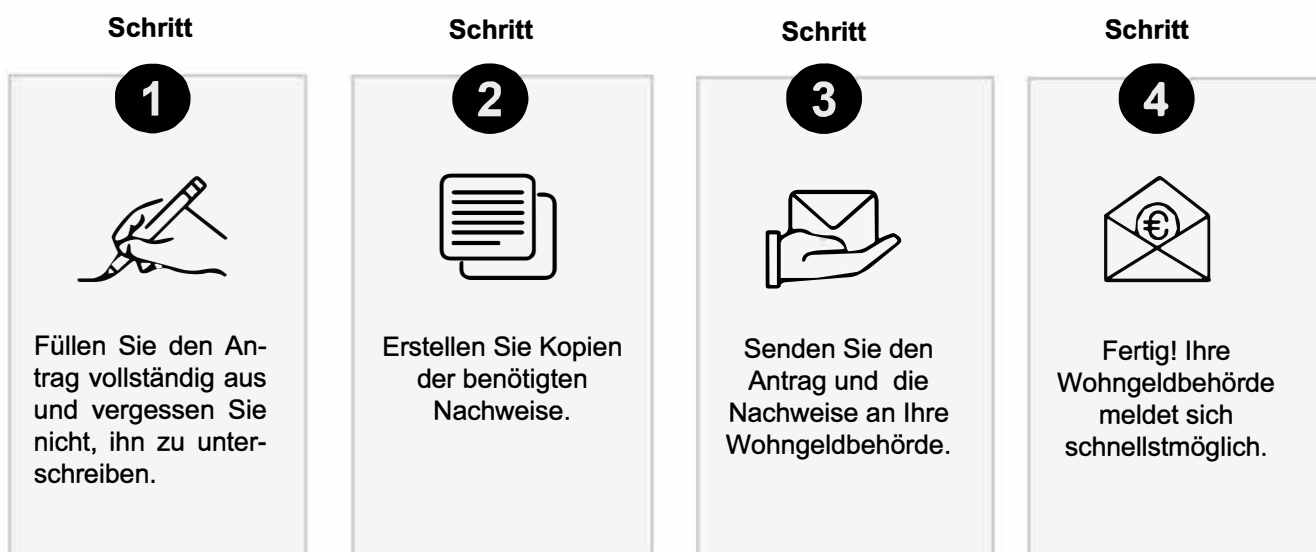 Schritt
1
Füllen Sie den An-
trag vollständig aus
und vergessen Sie
nicht, ihn zu unter-
schreiben.
Schritt
2
Erstellen Sie Kopien
der benötigten
Nachweise.
Schritt
3
Senden Sie den
Antrag und die
Nachweise an Ihre
Wohngeldbehörde.
Schritt
4
€
Fertig! Ihre
Wohngeldbehörde
meldet sich
schnellstmöglich.